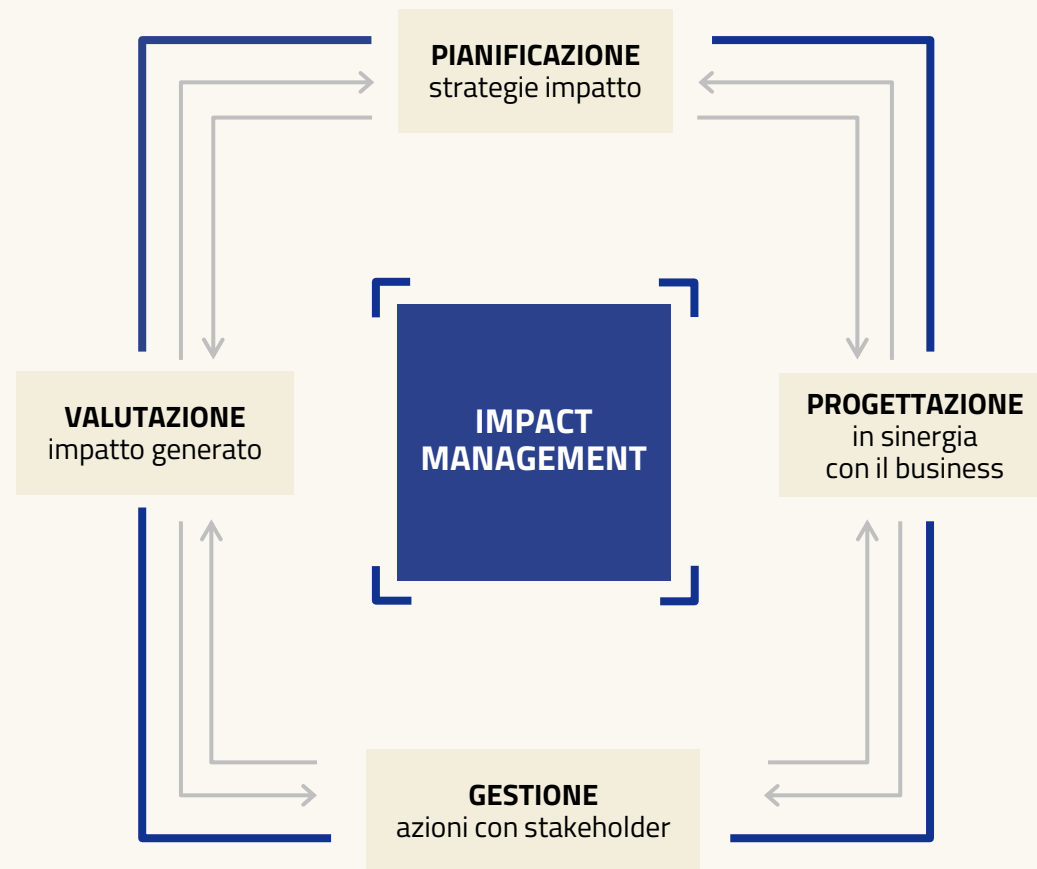 PIANIFICAZIONE
strategie impatto
VALUTAZIONE
impatto generato
IMPACT
MANAGEMENT
PROGETTAZIONE
in sinergia
con il business
GESTIONE
azioni con stakeholder